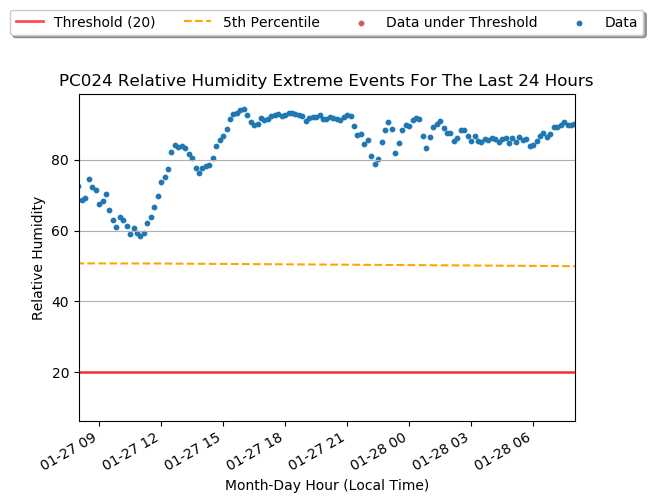 Threshold (20) 5th Percentile Data under Threshold Data
PC024 Relative Humidity Extreme Events For The Last 24 Hours
Relative Humidity
80
60
40
20
01-27 09 01-27 12 01-27 15 01-27 18 01-27 21 01-28 00 01-28 03 01-28 06
Month-Day Hour (Local Time)